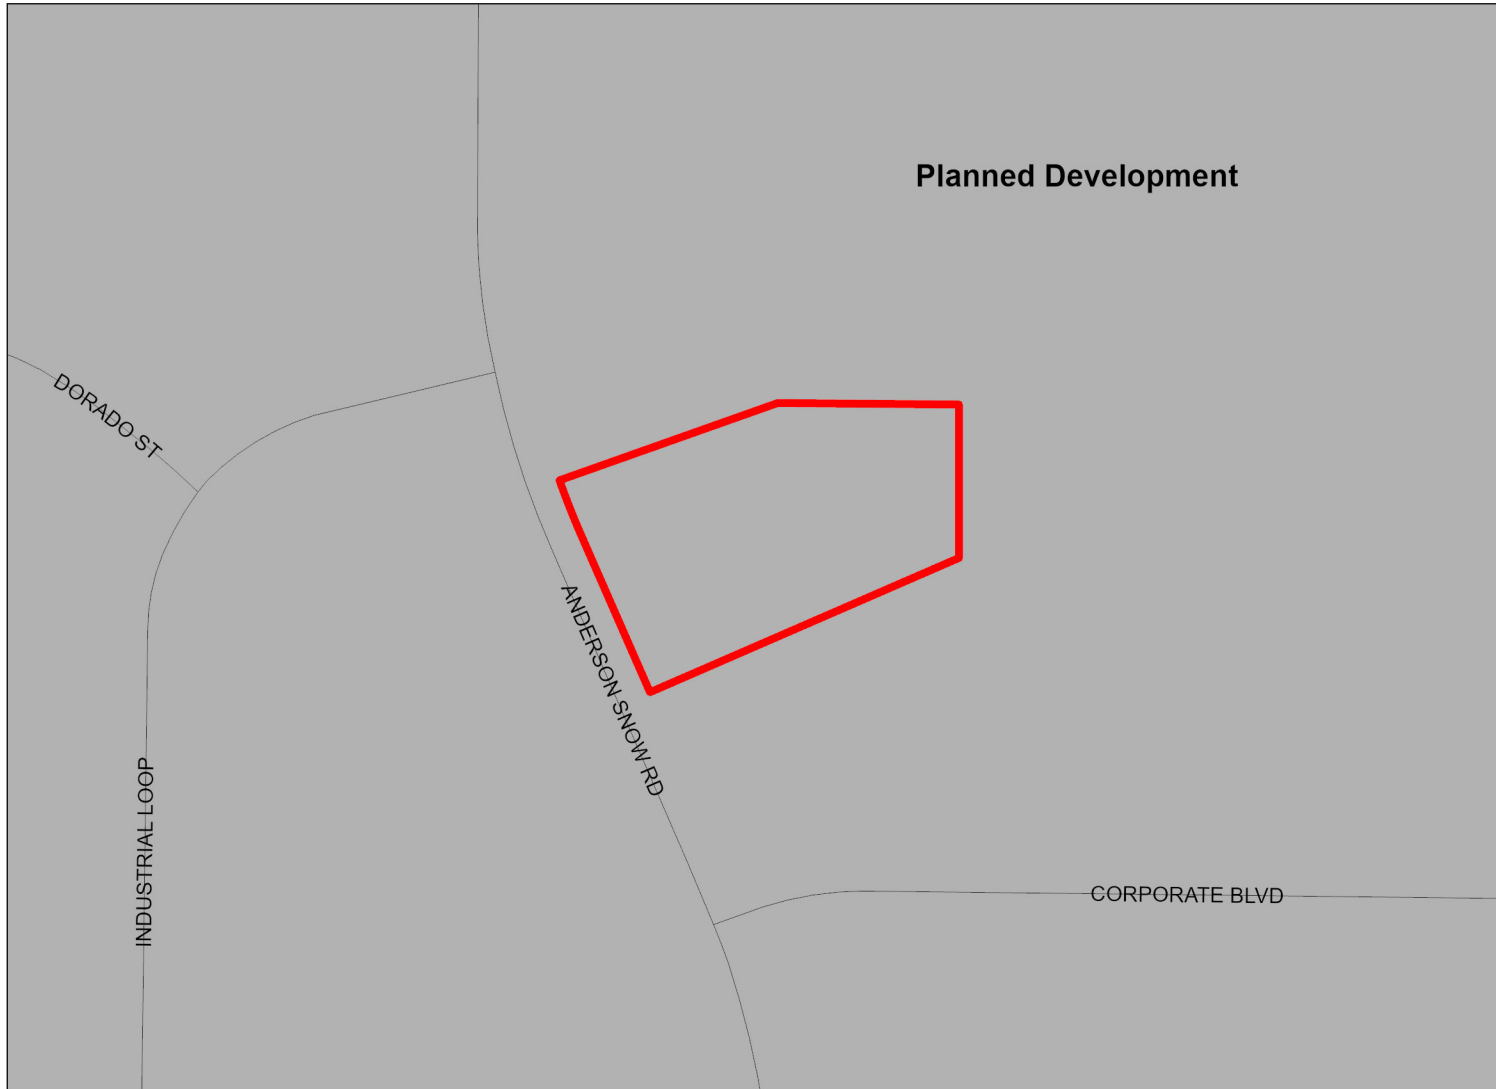 Planned Development
DORADO ST
ANDERSON SNOW RD
INDUSTRIAL LOOP
CORPORATE BLVD